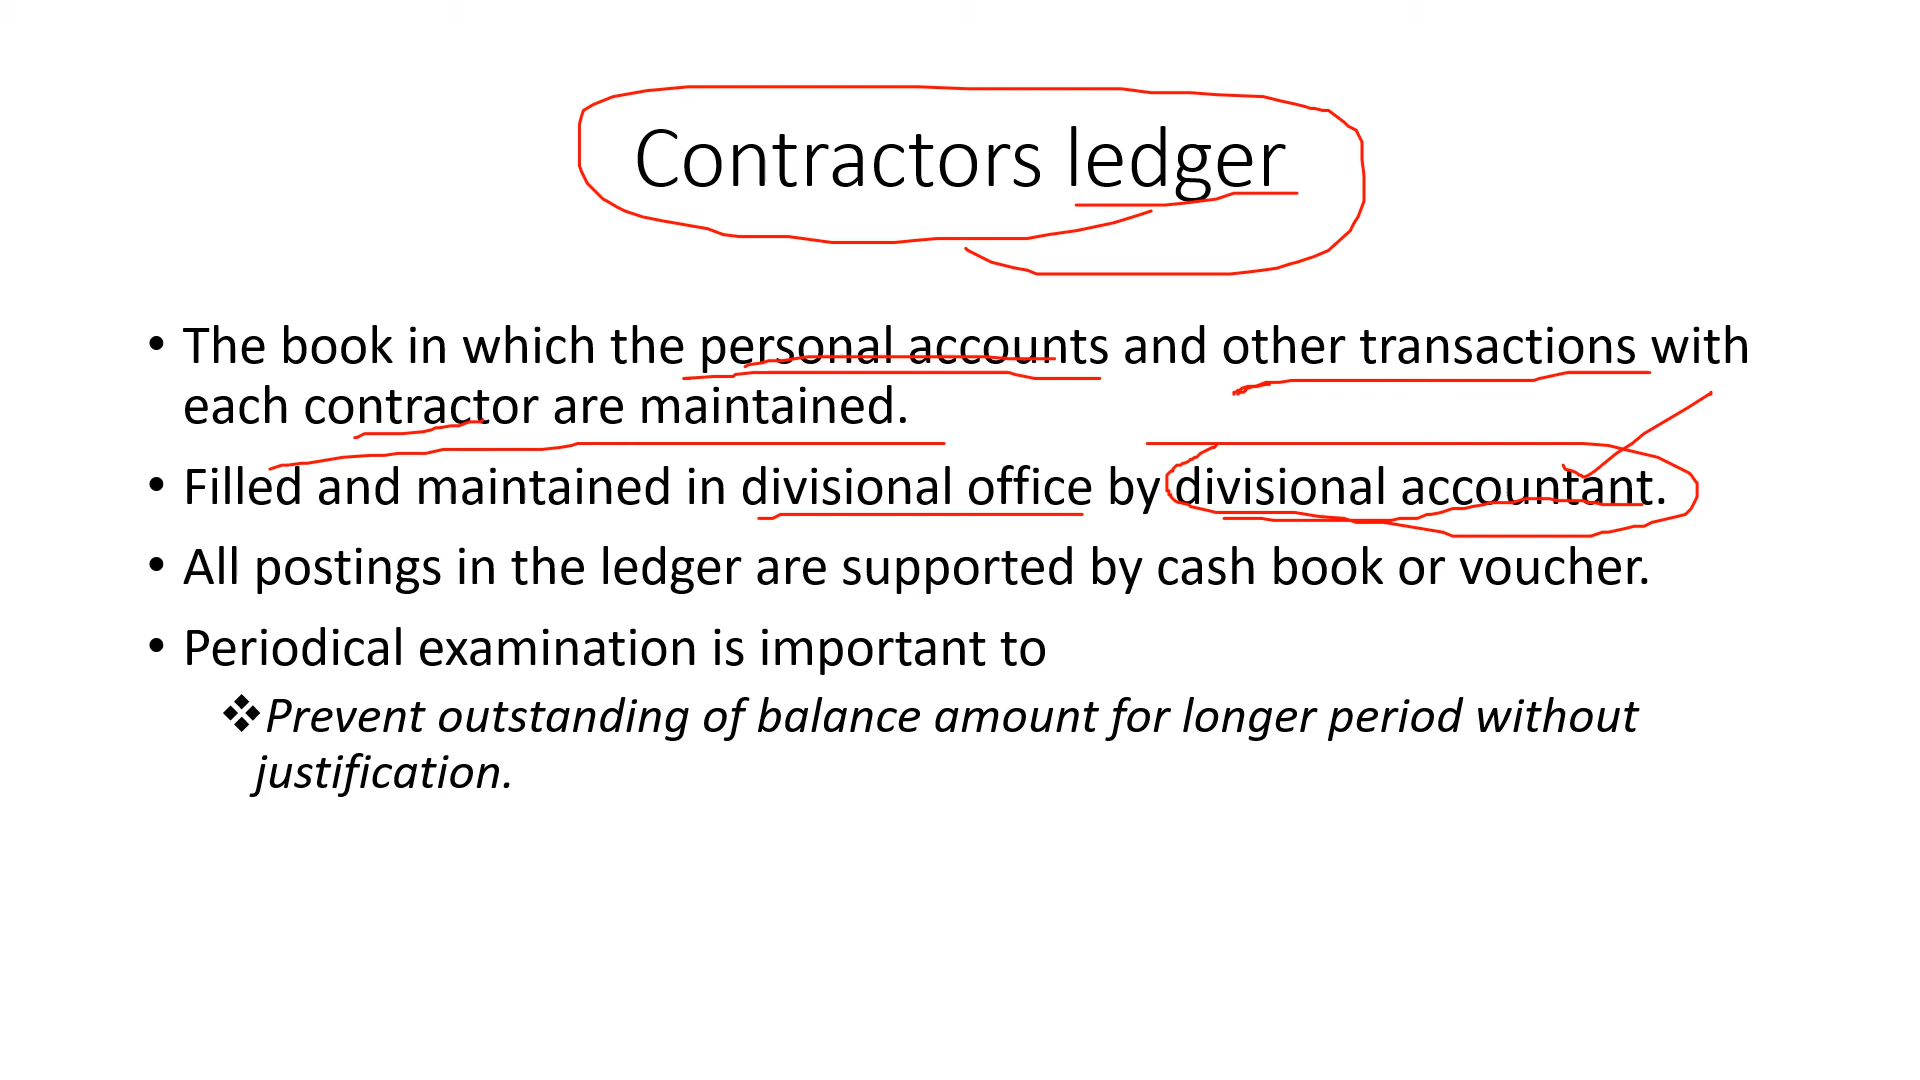 Contractors ledger
• The book in which the personal accounts and other transactions with
each contractor are maintained.
• Filled and maintained in divisional office by divisional accountant.
• All postings in the ledger are supported by cash book or voucher.
• Periodical examination is important to
❖Prevent outstanding of balance amount for longer period without
justification.